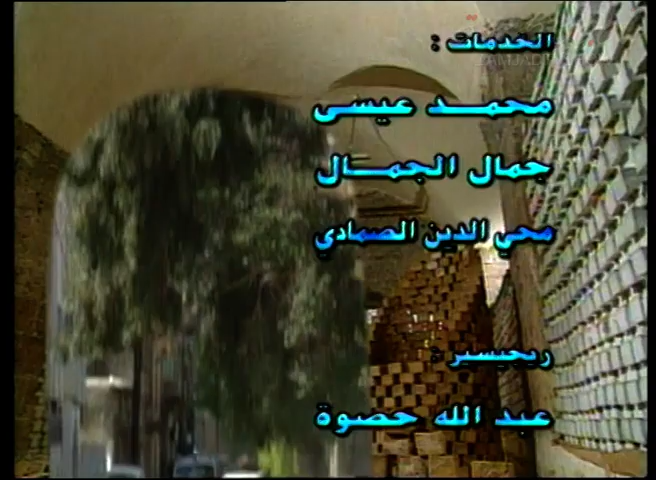 الخدمات :
محمد عيسى
جمال الجمال
محي الدين الصمادي
ريجيسير :
عبد الله حصوة